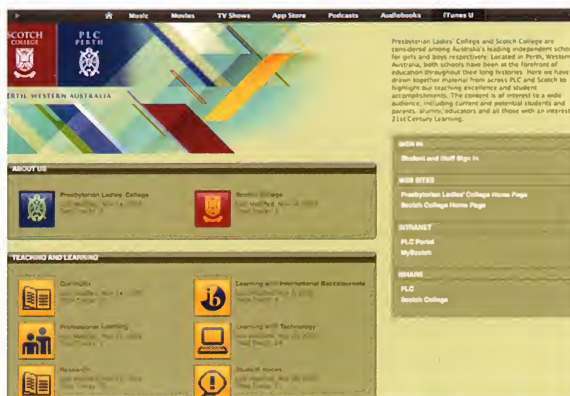 Music Movies TV Shows App Store Podcasts Audiobooks iTunes U
SCOTCH
COLLEGE
PLC
PERTH
PERTH, WESTERN AUSTRALIA
Presbyterian Ladies' College and Scotch College are
considered among Australia's leading independent schools
for girls and boys respectively. Located in Perth, Western
Australia, both schools have been at the forefront of
education throughout their long histories. Here we have
drawn together material from across PLC and Scotch to
highlight our teaching excellence and student
accomplishments. The content is of interest to a wide
audience, including current and potential students and
parents, alumni, educators and all those with an interest
21st Century Learning.
ABOUT US
Presbyterian Ladies' College
Scotch College
TEACHING AND LEARNING
Curriculum
Learning with International Baccalaureate
Professional Learning
Learning with Technology
Research
Student Voices
SIGN IN
Student and Staff Sign In
WEB SITES
Presbyterian Ladies' College Home Page
Scotch College Home Page
INTRANET
PLC Portal
MyScotch
ISHARE
PLC
Scotch College